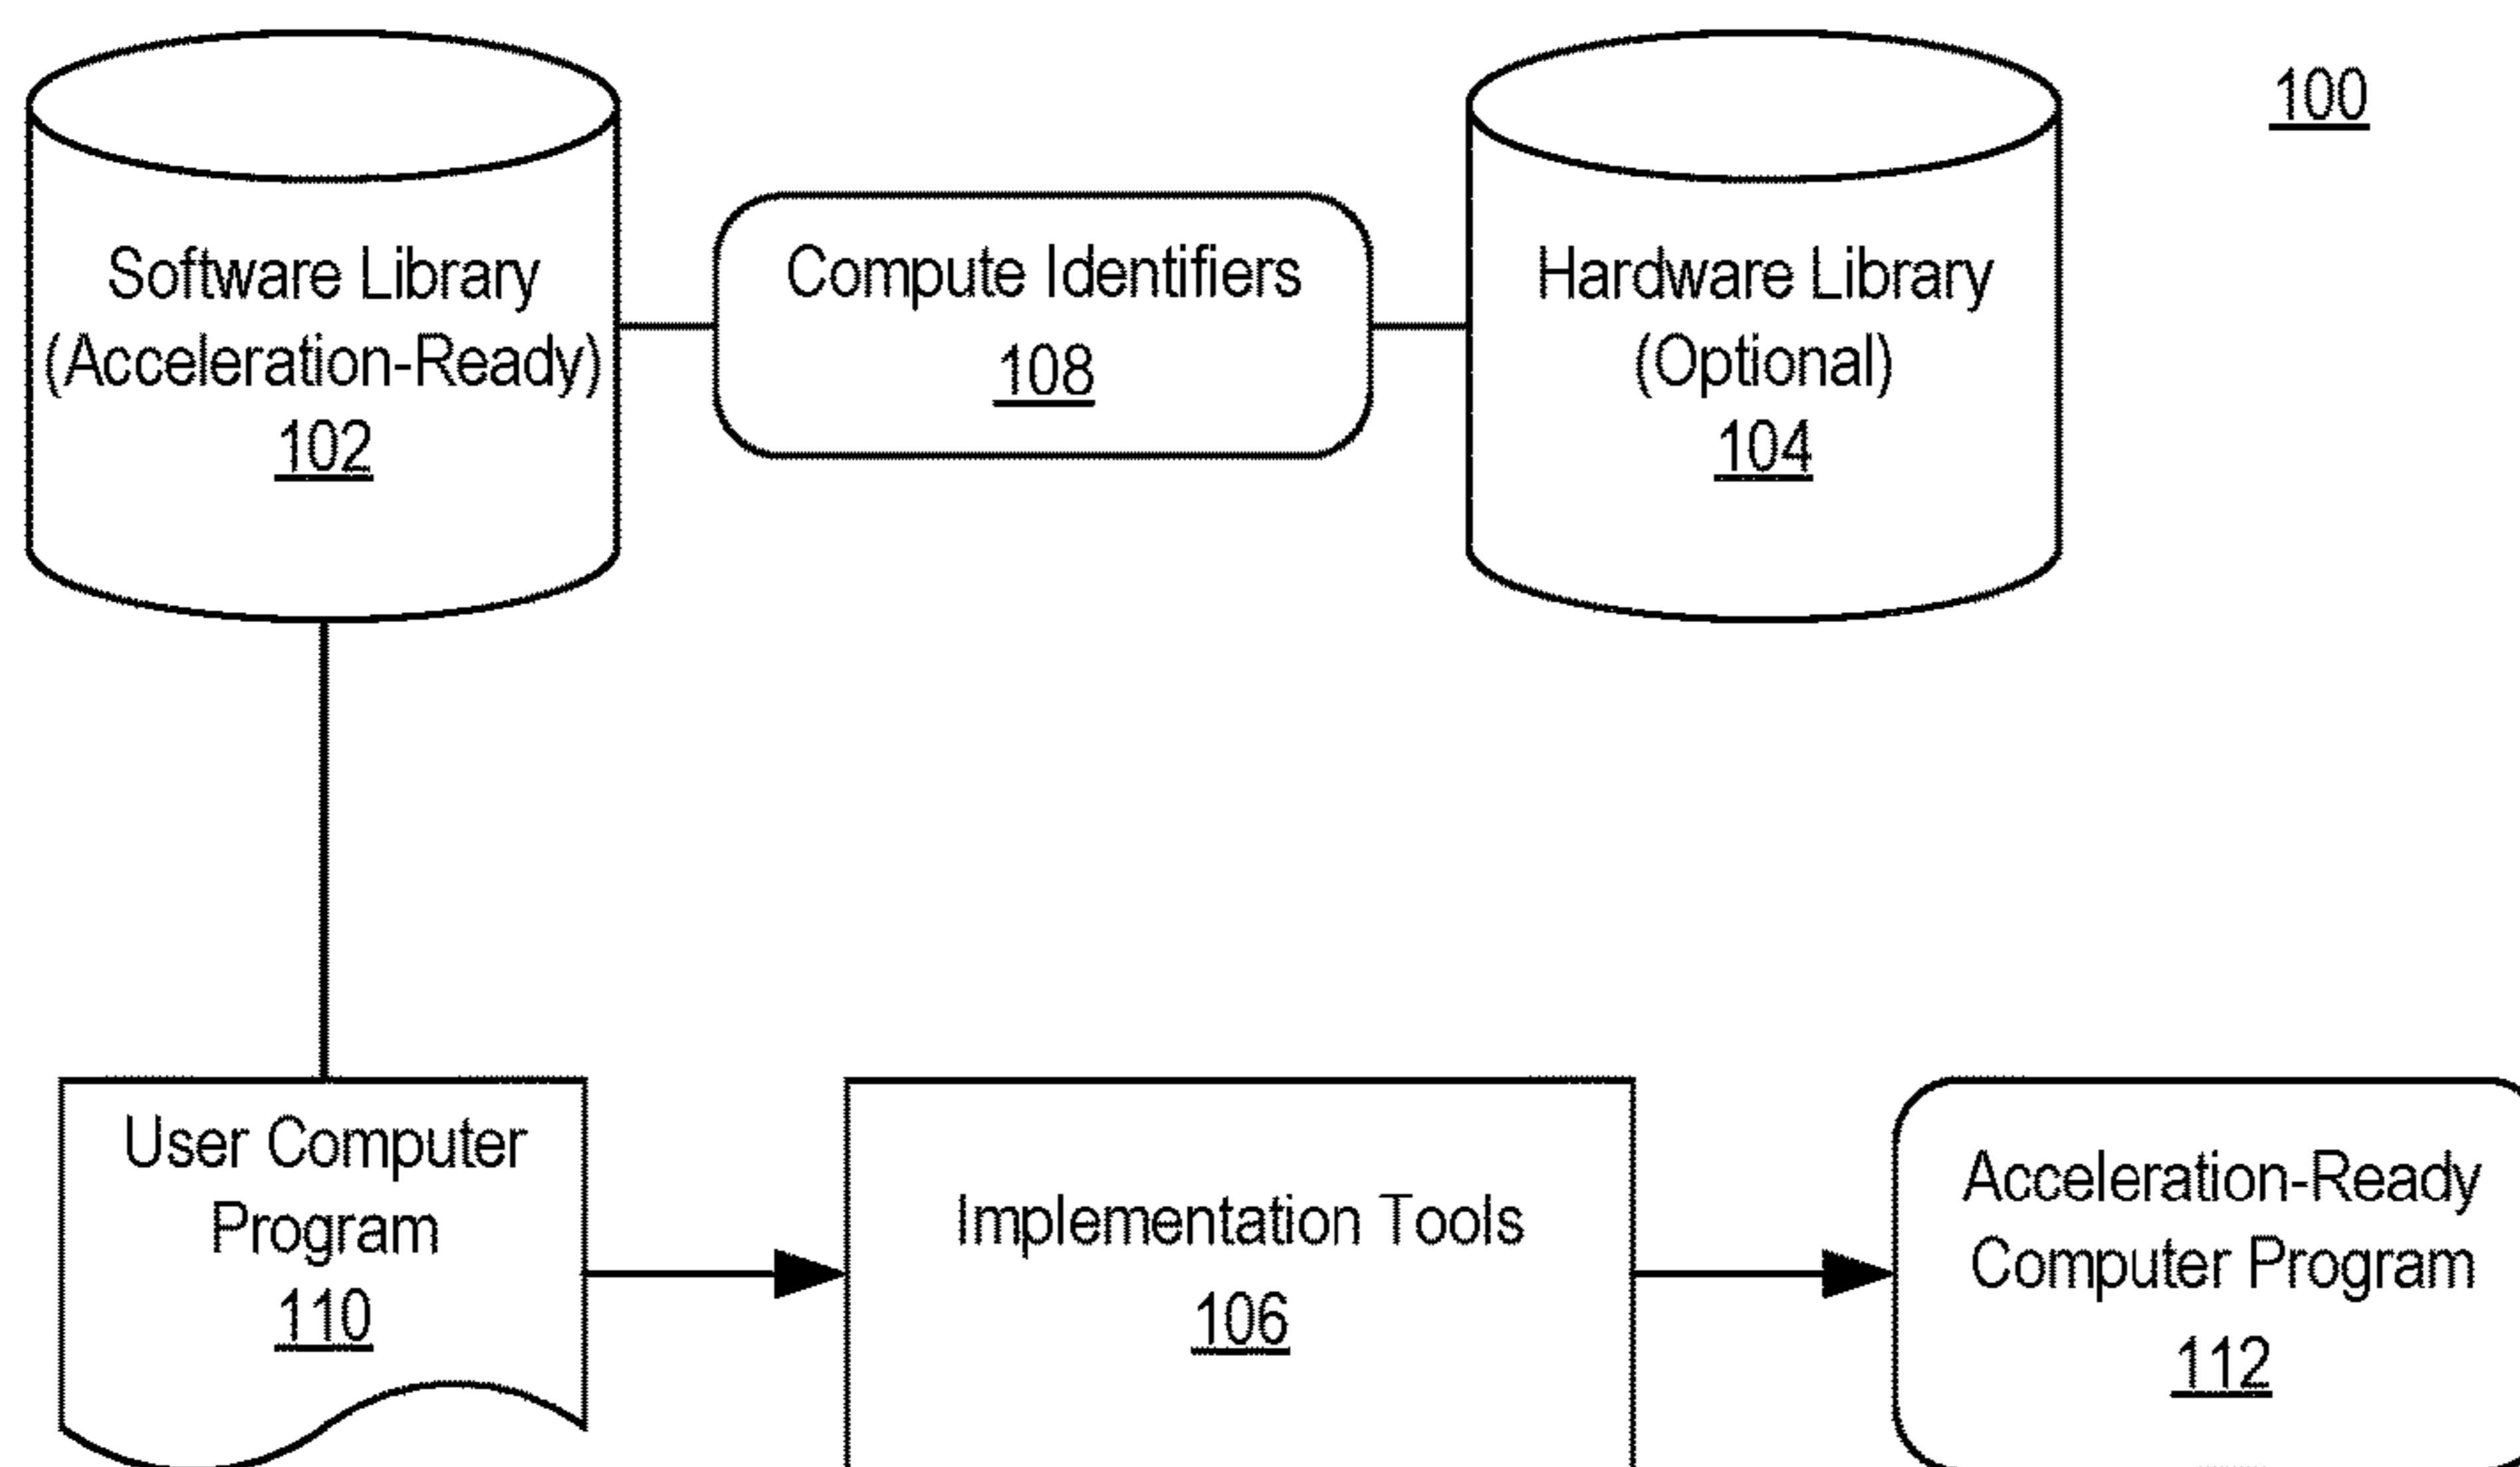 100
Software Library
(Acceleration-Ready)
102
Compute Identifiers
108
Hardware Library
(Optional)
104
User Computer
Program
110
Implementation Tools
106
Acceleration-Ready
Computer Program
112